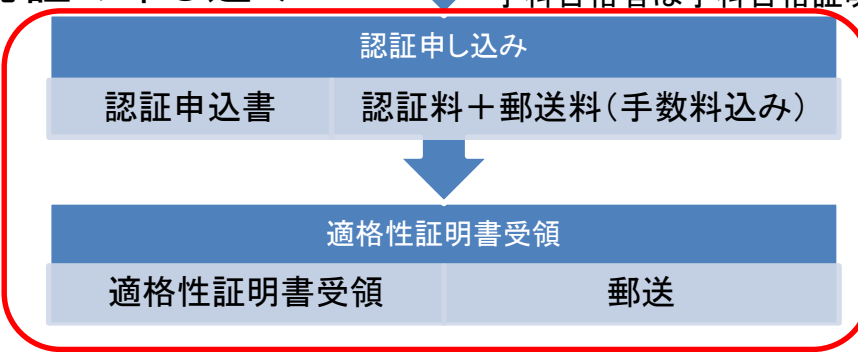 認証申し込み
認証申込書 認証料＋郵送料（手数料込み）
適格性証明書受領
適格性証明書受領 郵送